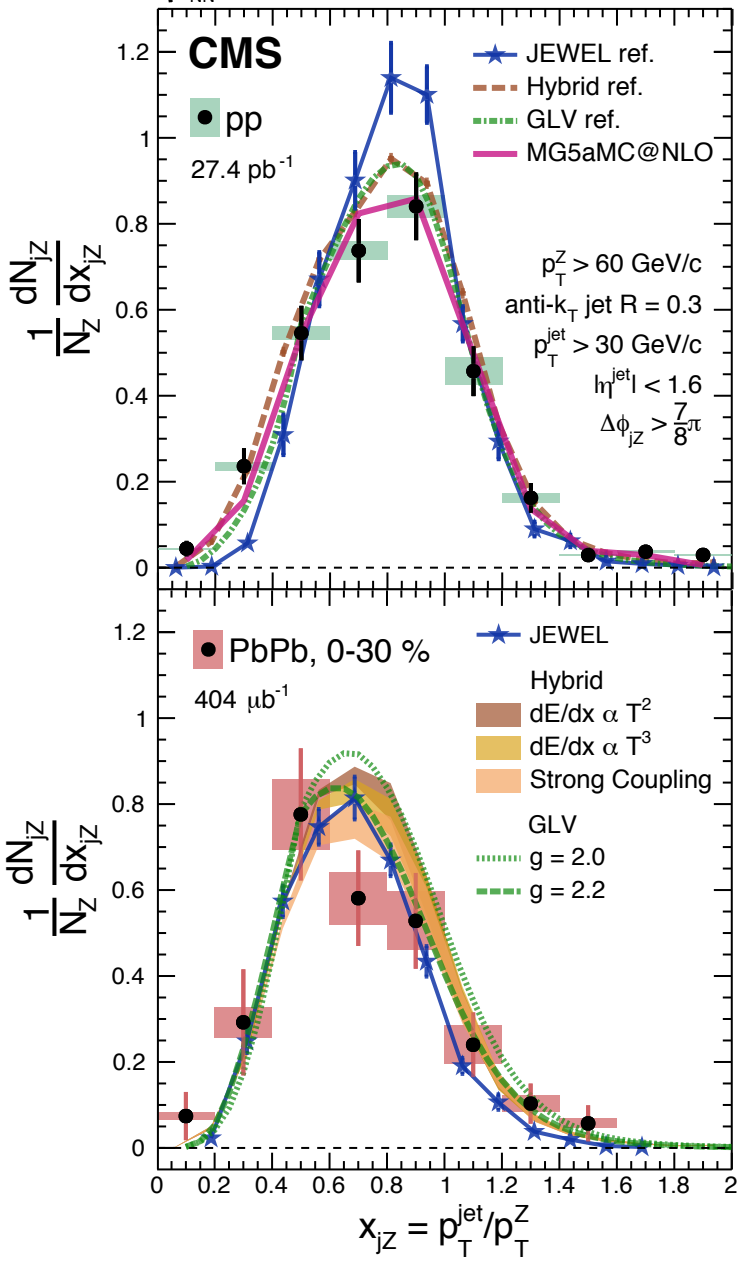 NN
CMS
pp
27.4 pb⁻¹
JEWEL ref.
Hybrid ref.
GLV ref.
MG5aMC@NLO
p_T^Z > 60 GeV/c
anti-k_T jet R = 0.3
p_T^jet > 30 GeV/c
|η^jet| < 1.6
Δϕ_jZ > 7/8 π
1/N_Z dN_jZ/dx_jZ
1.2
1
0.8
0.6
0.4
0.2
0
PbPb, 0-30 %
404 μb⁻¹
JEWEL
Hybrid
dE/dx α T²
dE/dx α T³
Strong Coupling
GLV
g = 2.0
g = 2.2
1/N_Z dN_jZ/dx_jZ
1.2
1
0.8
0.6
0.4
0.2
0
0 0.2 0.4 0.6 0.8 1 1.2 1.4 1.6 1.8 2
x_jZ = p_T^jet/p_T^Z